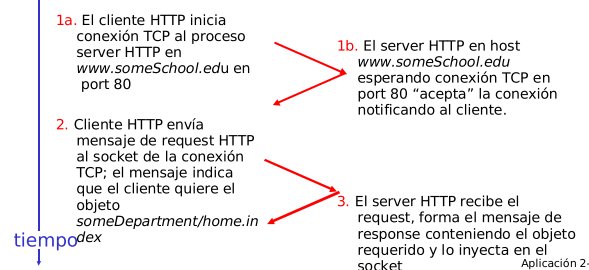 1a. El cliente HTTP inicia
conexión TCP al proceso
server HTTP en
www.someSchool.edu en
port 80
1b. El server HTTP en host
www.someSchool.edu
esperando conexión TCP en
port 80 “acepta” la conexión
notificando al cliente.
2. Cliente HTTP envía
mensaje de request HTTP
al socket de la conexión
TCP; el mensaje indica
que el cliente quiere el
objeto
someDepartment/home.in
dex
3. El server HTTP recibe el
request, forma el mensaje de
response conteniendo el objeto
requerido y lo inyecta en el
socket
tiempo
Aplicación 2-